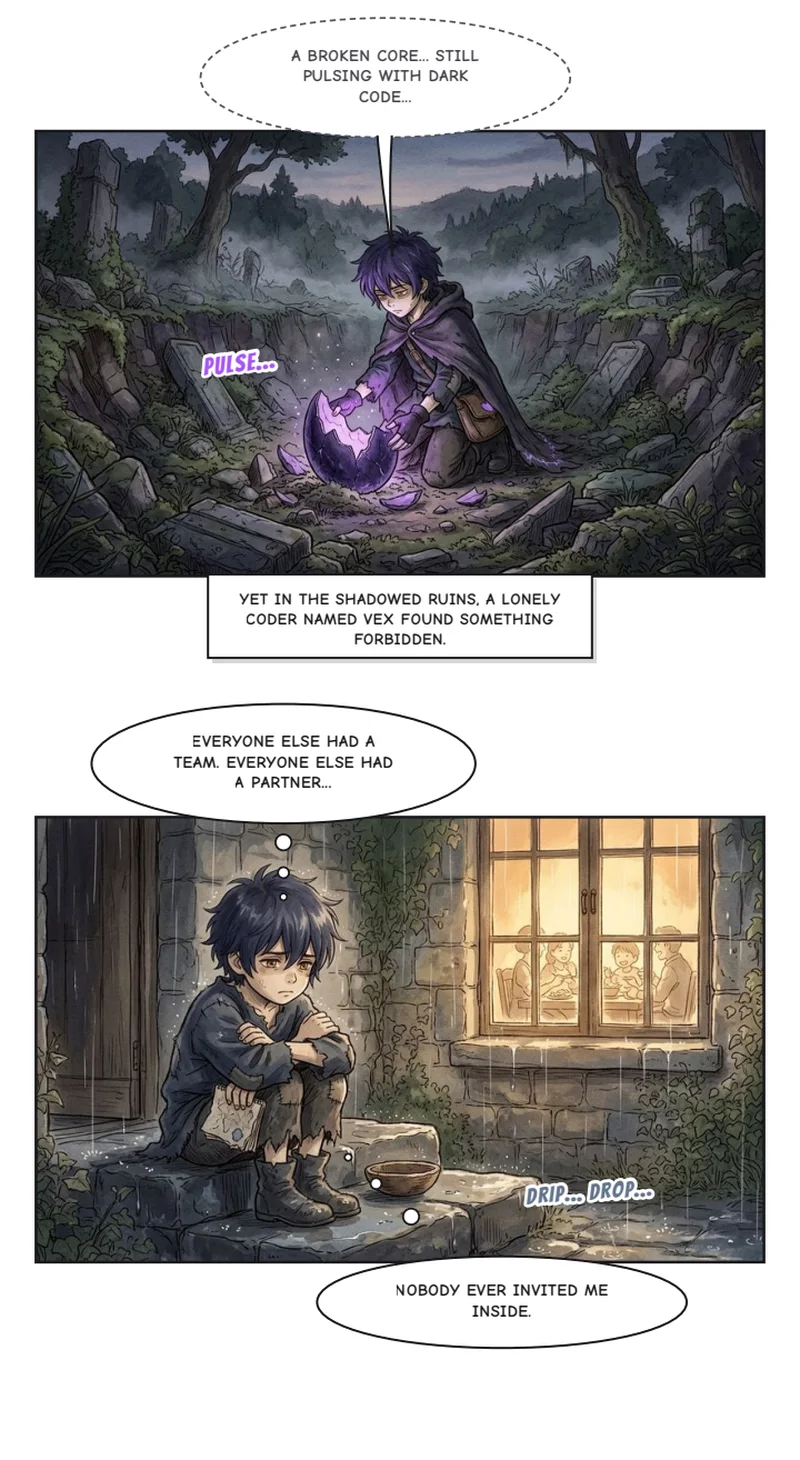 A BROKEN CORE... STILL
PULSING WITH DARK
CODE...
PULSE...
YET IN THE SHADOWED RUINS, A LONELY
CODER NAMED VEX FOUND SOMETHING
FORBIDDEN.
EVERYONE ELSE HAD A
TEAM. EVERYONE ELSE HAD
A PARTNER...
DRIP... DROP...
NOBODY EVER INVITED ME
INSIDE.